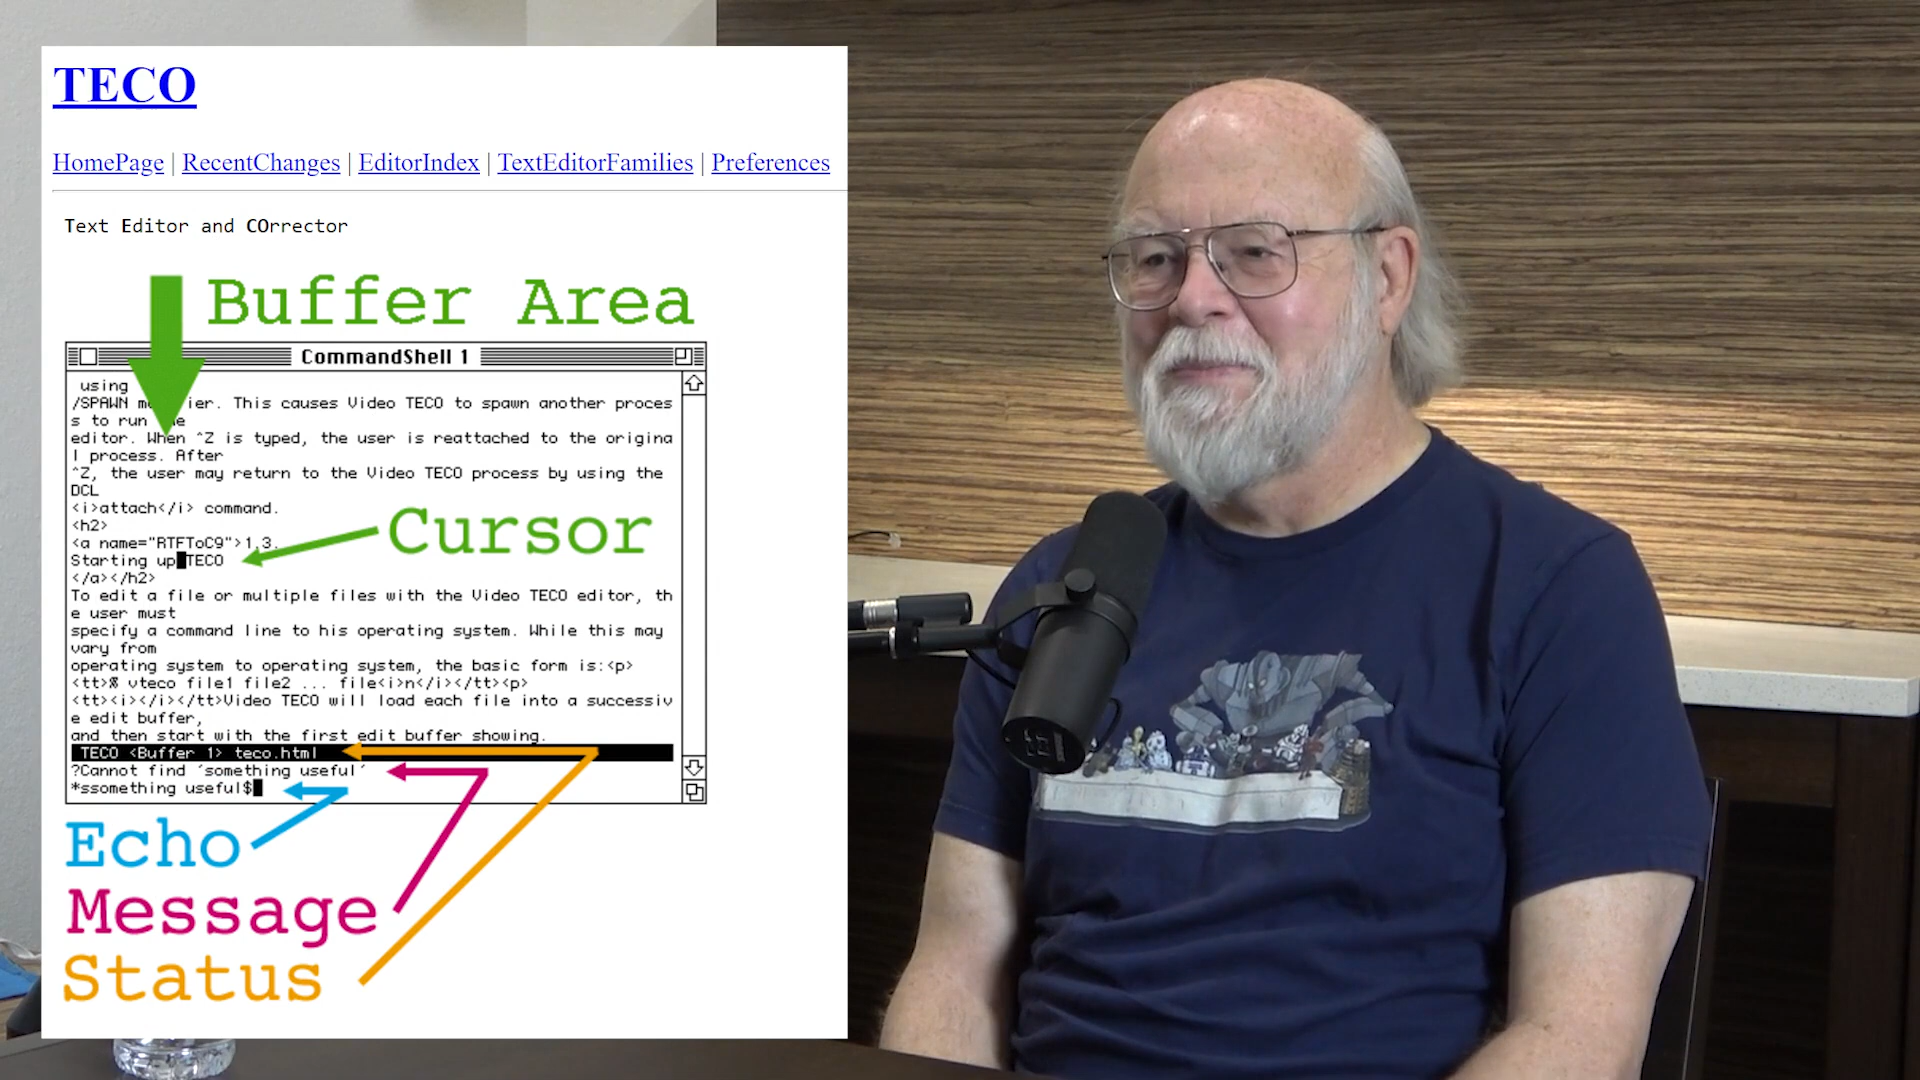 TECO
HomePage | RecentChanges | EditorIndex | TextEditorFamilies | Preferences
Text Editor and COrrector
Buffer Area
CommandShell 1
using
/SPAWN mo ier. This causes Video TECO to spawn another proces
s to run e
editor. When ^Z is typed, the user is reattached to the origina
l process. After
^Z, the user may return to the Video TECO process by using the
DCL
<i>attach</i> command.
<h2>
<a name="RTFToC9">1.3.
Starting up TECO
</a></h2>
Cursor
To edit a file or multiple files with the Video TECO editor, th
e user must
specify a command line to his operating system. While this may
vary from
operating system to operating system, the basic form is:<p>
<tt>% vteco file1 file2 ... file<i>n</i></tt><p>
<tt><i></i></tt>Video TECO will load each file into a successiv
e edit buffer,
and then start with the first edit buffer showing.
TECO <Buffer 1> teco.html
?Cannot find 'something useful'
*ssomething useful$
Echo
Message
Status